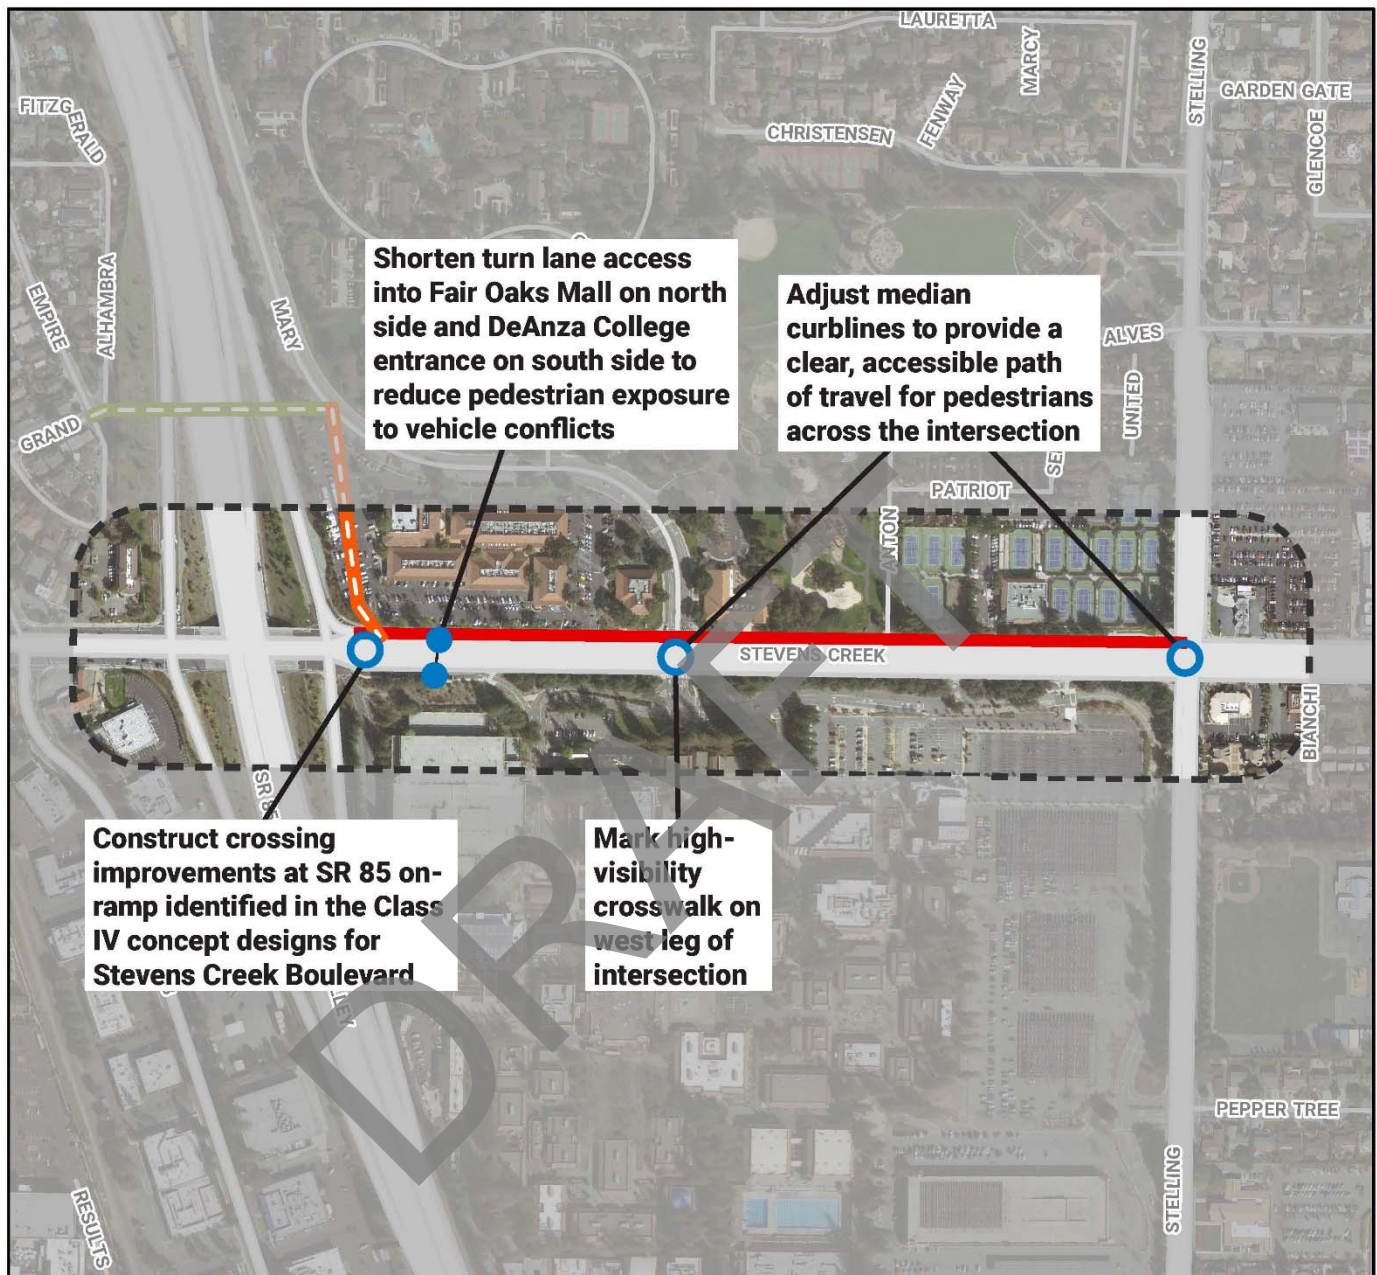 LAURETTA
MARCY
STELLING
GARDEN GATE
FITZGERALD
FENWAY
CHRISTENSEN
GLENCOE
Shorten turn lane access
into Fair Oaks Mall on north
side and DeAnza College
entrance on south side to
reduce pedestrian exposure
to vehicle conflicts
Adjust median
curblines to provide a
clear, accessible path
of travel for pedestrians
across the intersection
EMPIRE
ALHAMBRA
MARY
ALVES
UNITED
GRAND
PATRIOT
ANTON
STEVENS CREEK
BIANCHI
SR 85
Construct crossing
improvements at SR 85 on-
ramp identified in the Class
IV concept designs for
Stevens Creek Boulevard
Mark high-
visibility
crosswalk on
west leg of
intersection
DRAFT
PEPPER TREE
STELLING
RESULTS